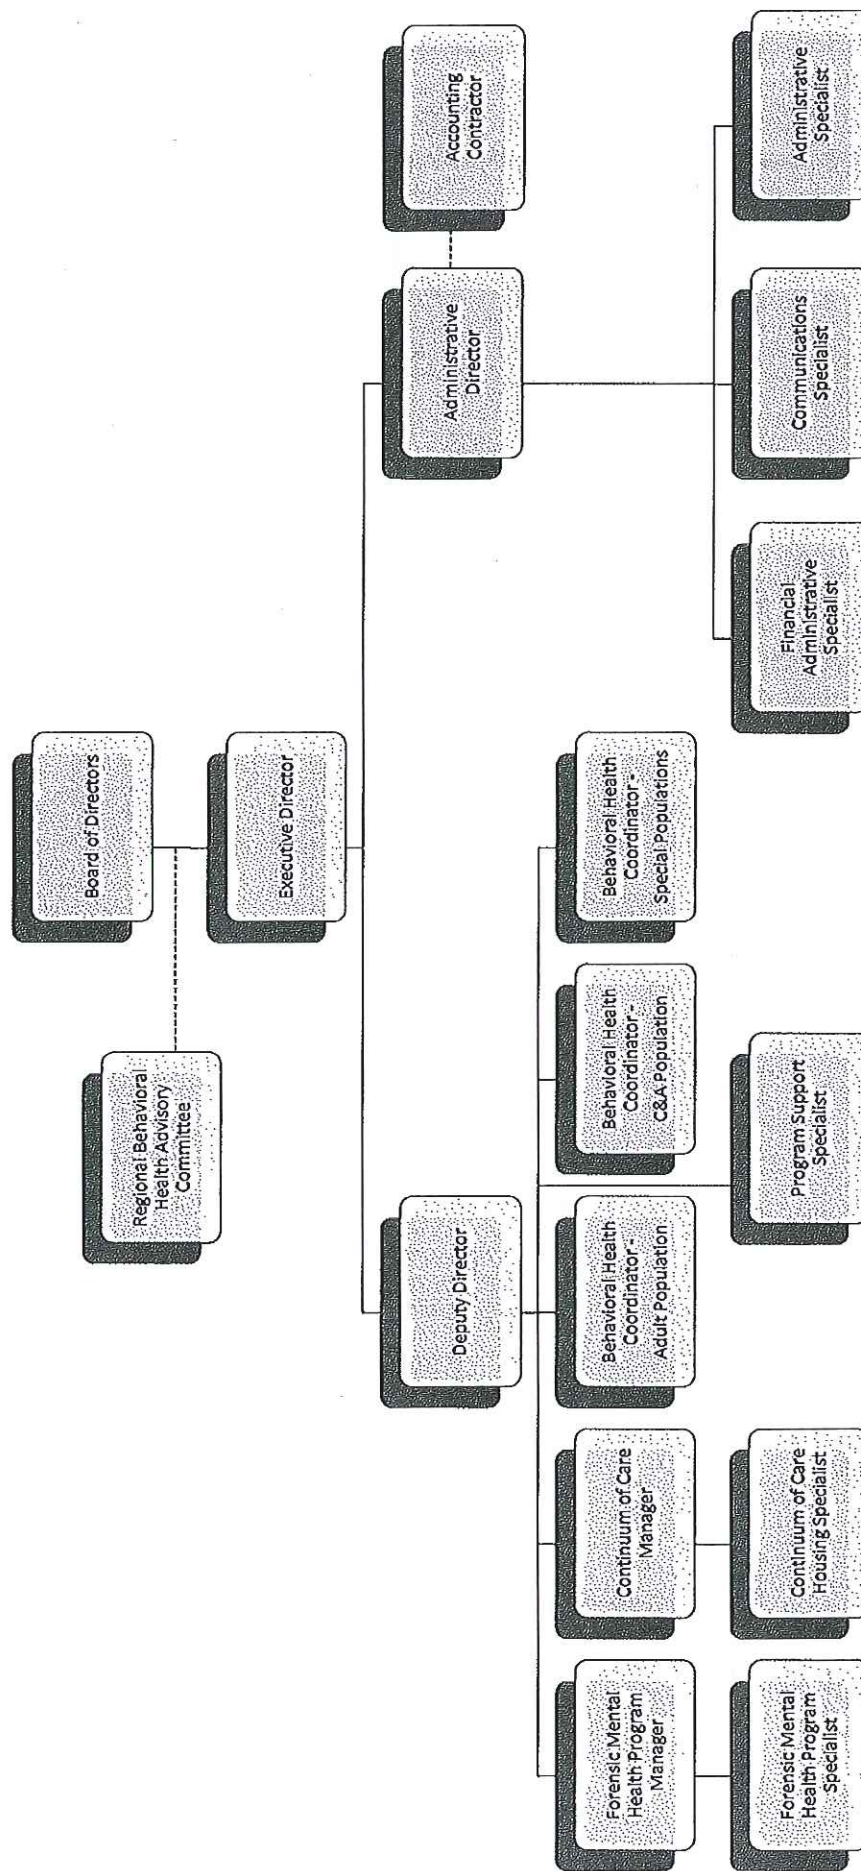 Board of Directors
Regional Behavioral
Health Advisory
Committee
Executive Director
Deputy Director
Administrative
Director
Accounting
Contractor
Forensic Mental
Health Program
Manager
Continuum of Care
Manager
Behavioral Health
Coordinator -
Adult Population
Behavioral Health
Coordinator -
C&A Population
Behavioral Health
Coordinator -
Special Populations
Forensic Mental
Health Program
Specialist
Continuum of Care
Housing Specialist
Program Support
Specialist
Financial
Administrative
Specialist
Communications
Specialist
Administrative
Specialist